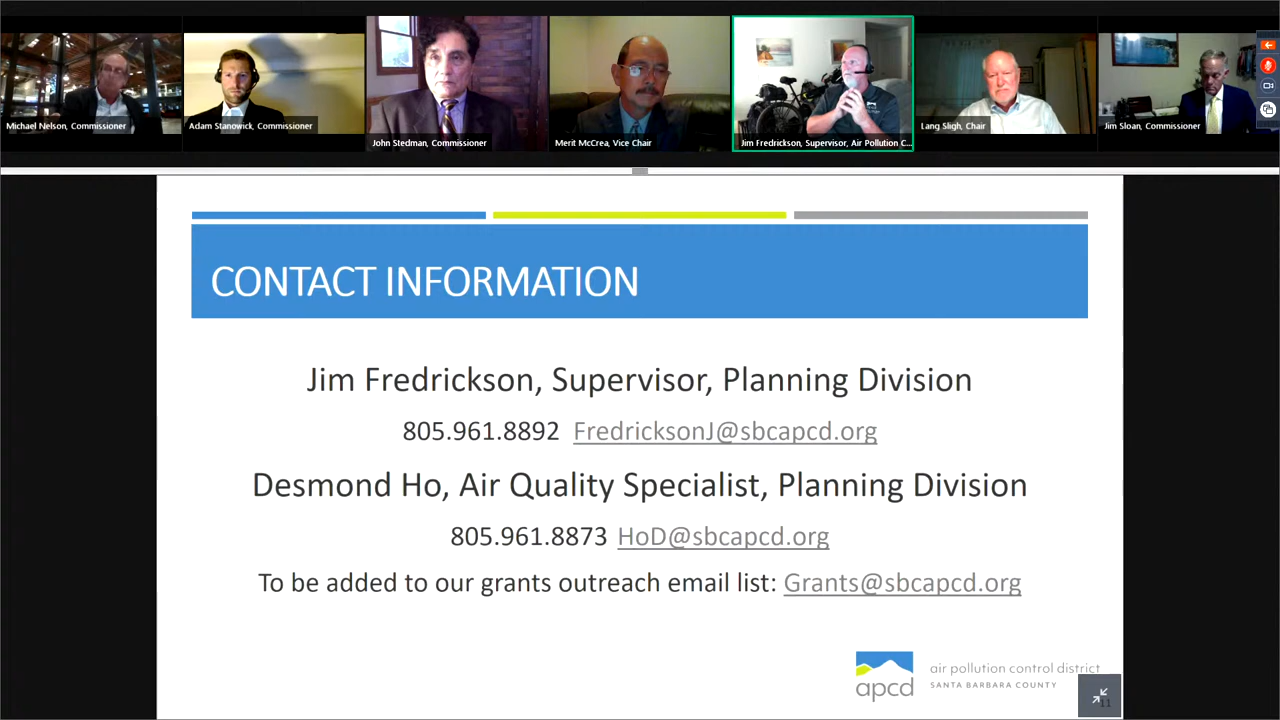 Michael Nelson, Commissioner
Adam Stanowick, Commissioner
John Stedman, Commissioner
Merit McCrea, Vice Chair
Jim Fredrickson, Supervisor, Air Pollution C...
Lang Sligh, Chair
Jim Sloan, Commissioner
CONTACT INFORMATION
Jim Fredrickson, Supervisor, Planning Division
805.961.8892 FredricksonJ@sbcapcd.org
Desmond Ho, Air Quality Specialist, Planning Division
805.961.8873 HoD@sbcapcd.org
To be added to our grants outreach email list: Grants@sbcapcd.org
apcd
air pollution control district
SANTA BARBARA COUNTY
11